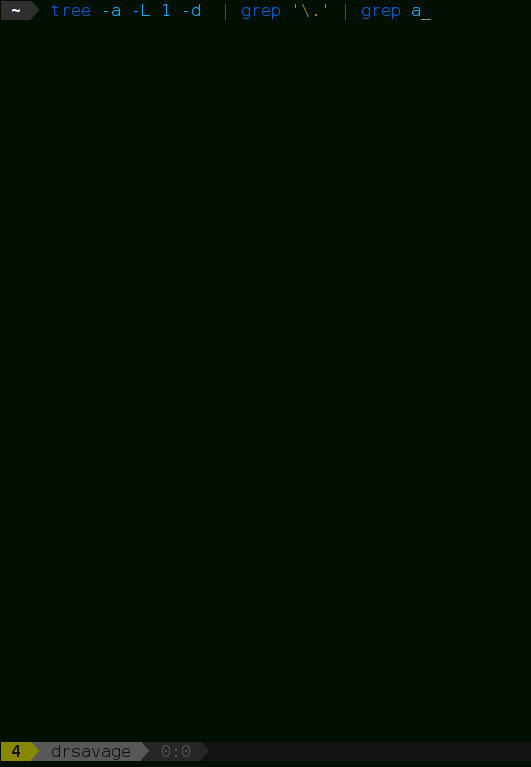 ~ tree -a -L 1 -d  | grep '\.' | grep a_
4 drsavage 0:0